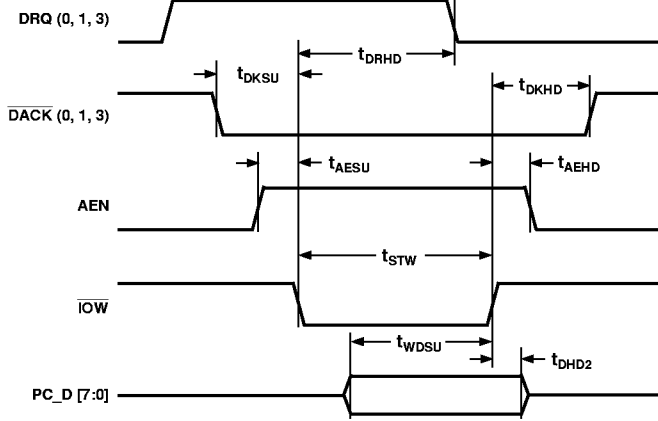 DRQ (0, 1, 3)
tDRHD
tDKSU
tDKHD
DACK (0, 1, 3)
tAESU
tAEHD
AEN
tSTW
IOW
tWDSU
tDHD2
PC_D [7:0]